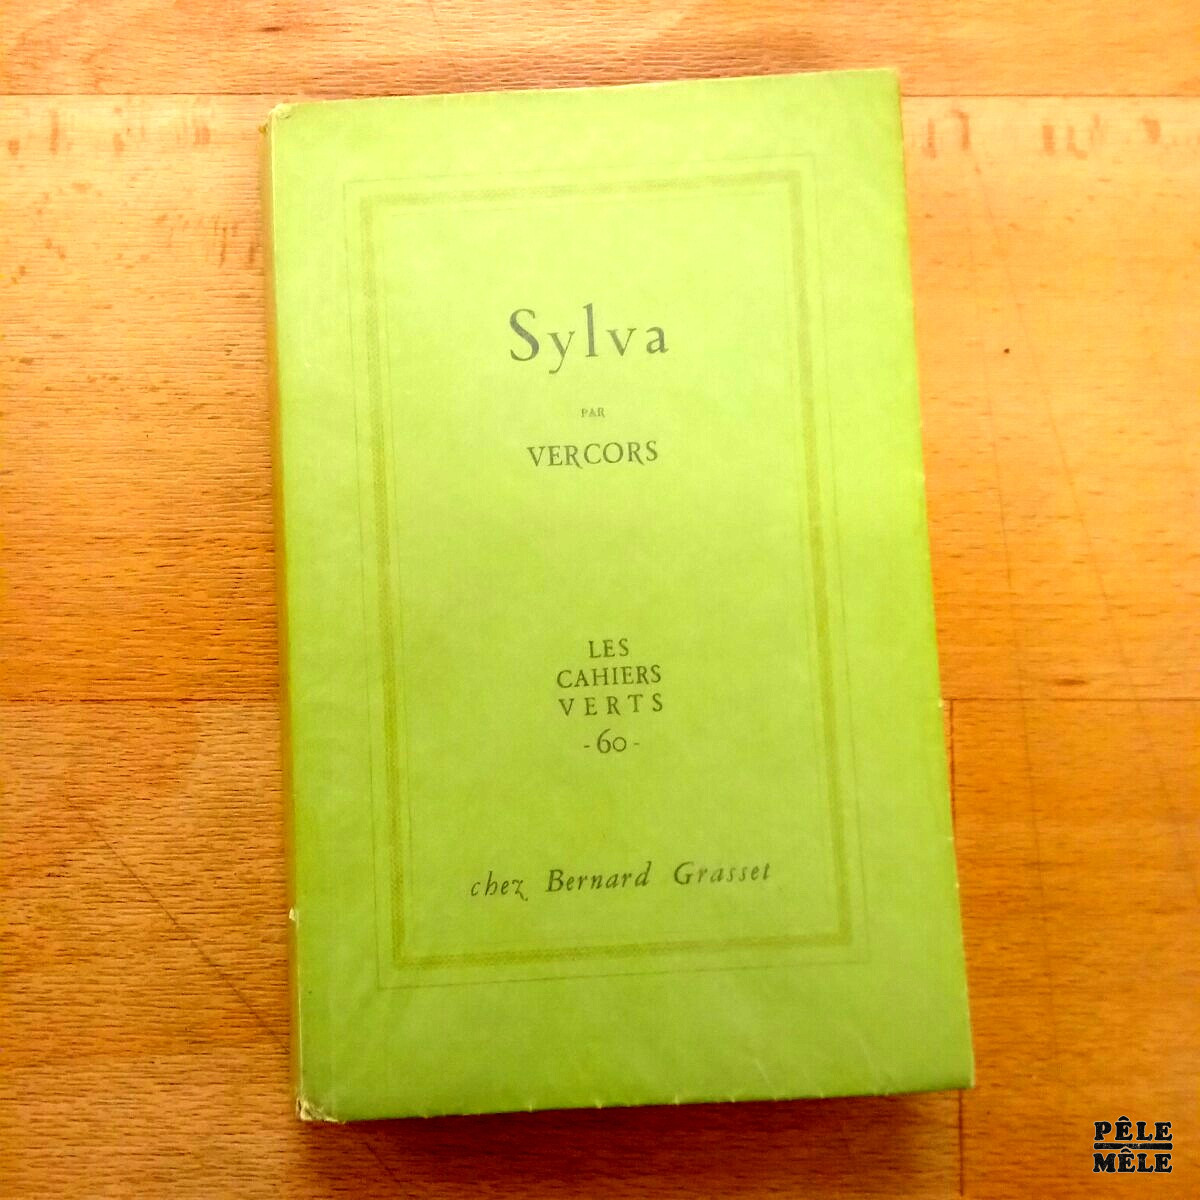 Sylva
PAR
VERCORS
LES
CAHIERS
VERTS
- 60 -
chez Bernard Grasset
PÊLE
MÊLE